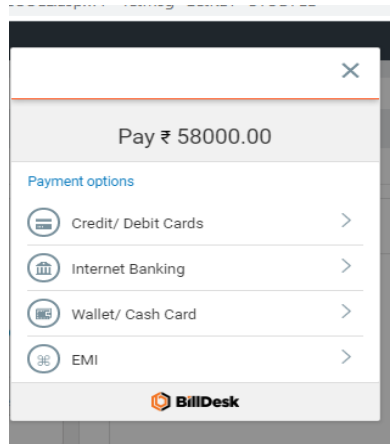 Pay ₹ 58000.00
Payment options
Credit/ Debit Cards
Internet Banking
Wallet/ Cash Card
EMI
BillDesk